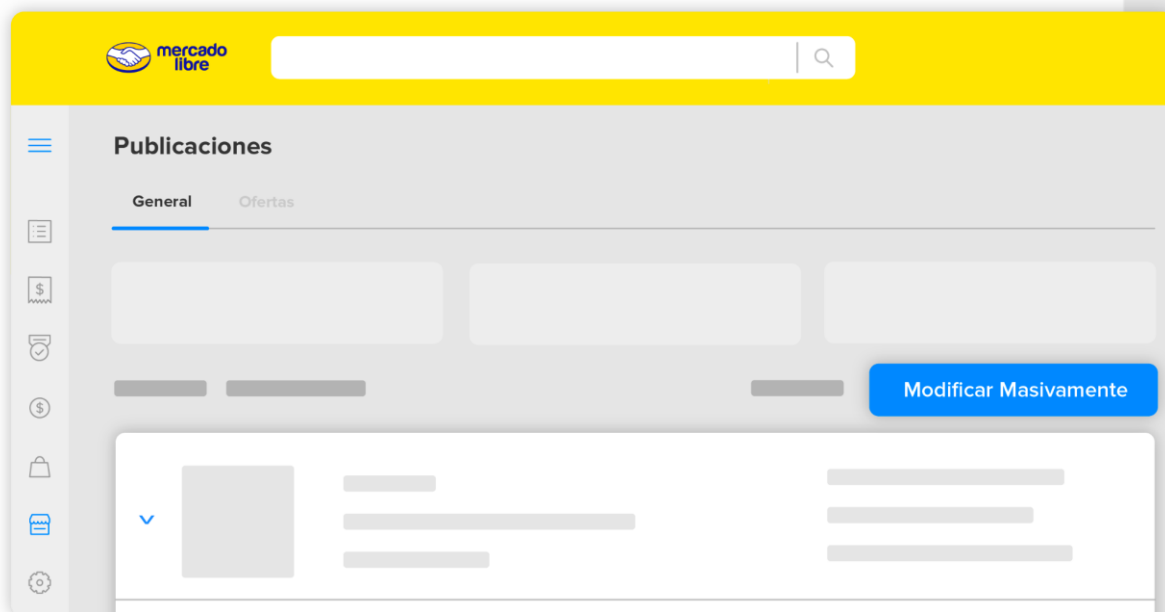 mercado
libre
Publicaciones
General Ofertas
Modificar Masivamente